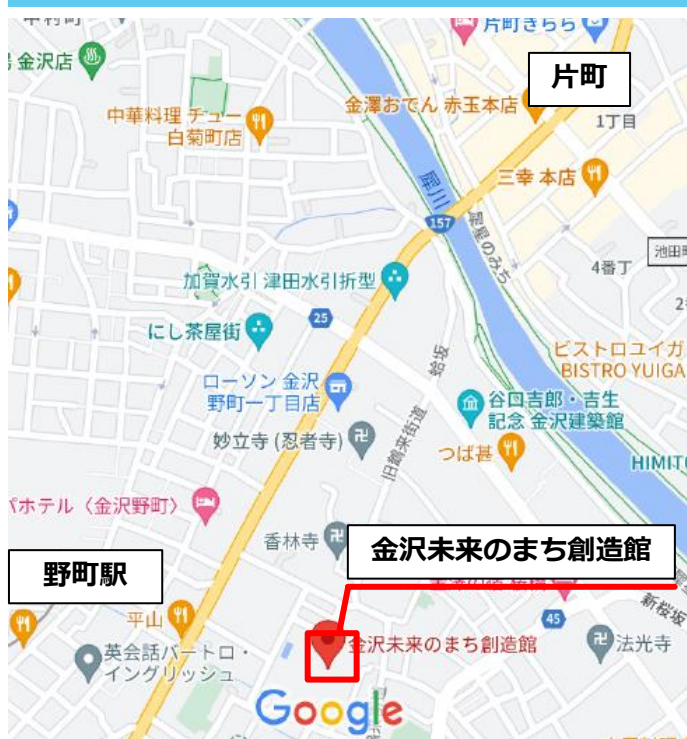 片町きらら
金沢店
片町
中華料理 チュー
白菊町店
金澤おでん 赤玉本店
1丁目
三幸 本店
犀川
157
犀星のみち
池田町
4番丁
加賀水引 津田水引折型
25
にし茶屋街
蛤坂
ビストロユイガ
BISTRO YUIGA
ローソン 金沢
野町一丁目店
谷口吉郎・吉生
記念 金沢建築館
妙立寺 (忍者寺)
旧鶴来街道
つば甚
HIMITO
パホテル〈金沢野町〉
香林寺
金沢未来のまち創造館
野町駅
平山
45
新桜坂
金沢未来のまち創造館
法光寺
英会話バートロ・
イングリッシュ
Google